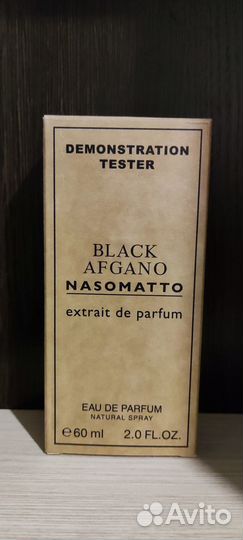 DEMONSTRATION
TESTER
BLACK
AFGANO
NASOMATTO
extrait de parfum
EAU DE PARFUM
NATURAL SPRAY
℮60 ml 2.0 FL.OZ.
Avito